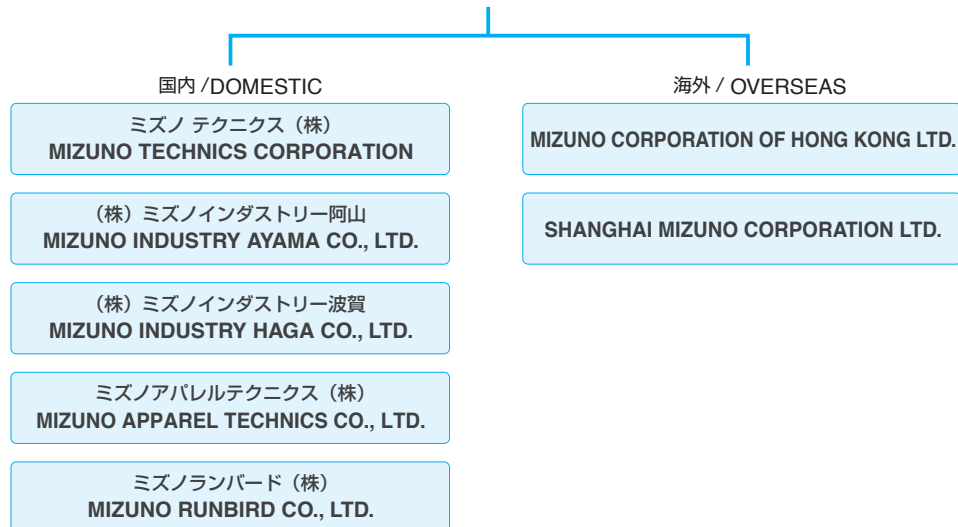 国内 /DOMESTIC
ミズノ テクニクス（株）
MIZUNO TECHNICS CORPORATION
（株）ミズノインダストリー阿山
MIZUNO INDUSTRY AYAMA CO., LTD.
（株）ミズノインダストリー波賀
MIZUNO INDUSTRY HAGA CO., LTD.
ミズノアパレルテクニクス（株）
MIZUNO APPAREL TECHNICS CO., LTD.
ミズノランバード（株）
MIZUNO RUNBIRD CO., LTD.
海外 / OVERSEAS
MIZUNO CORPORATION OF HONG KONG LTD.
SHANGHAI MIZUNO CORPORATION LTD.